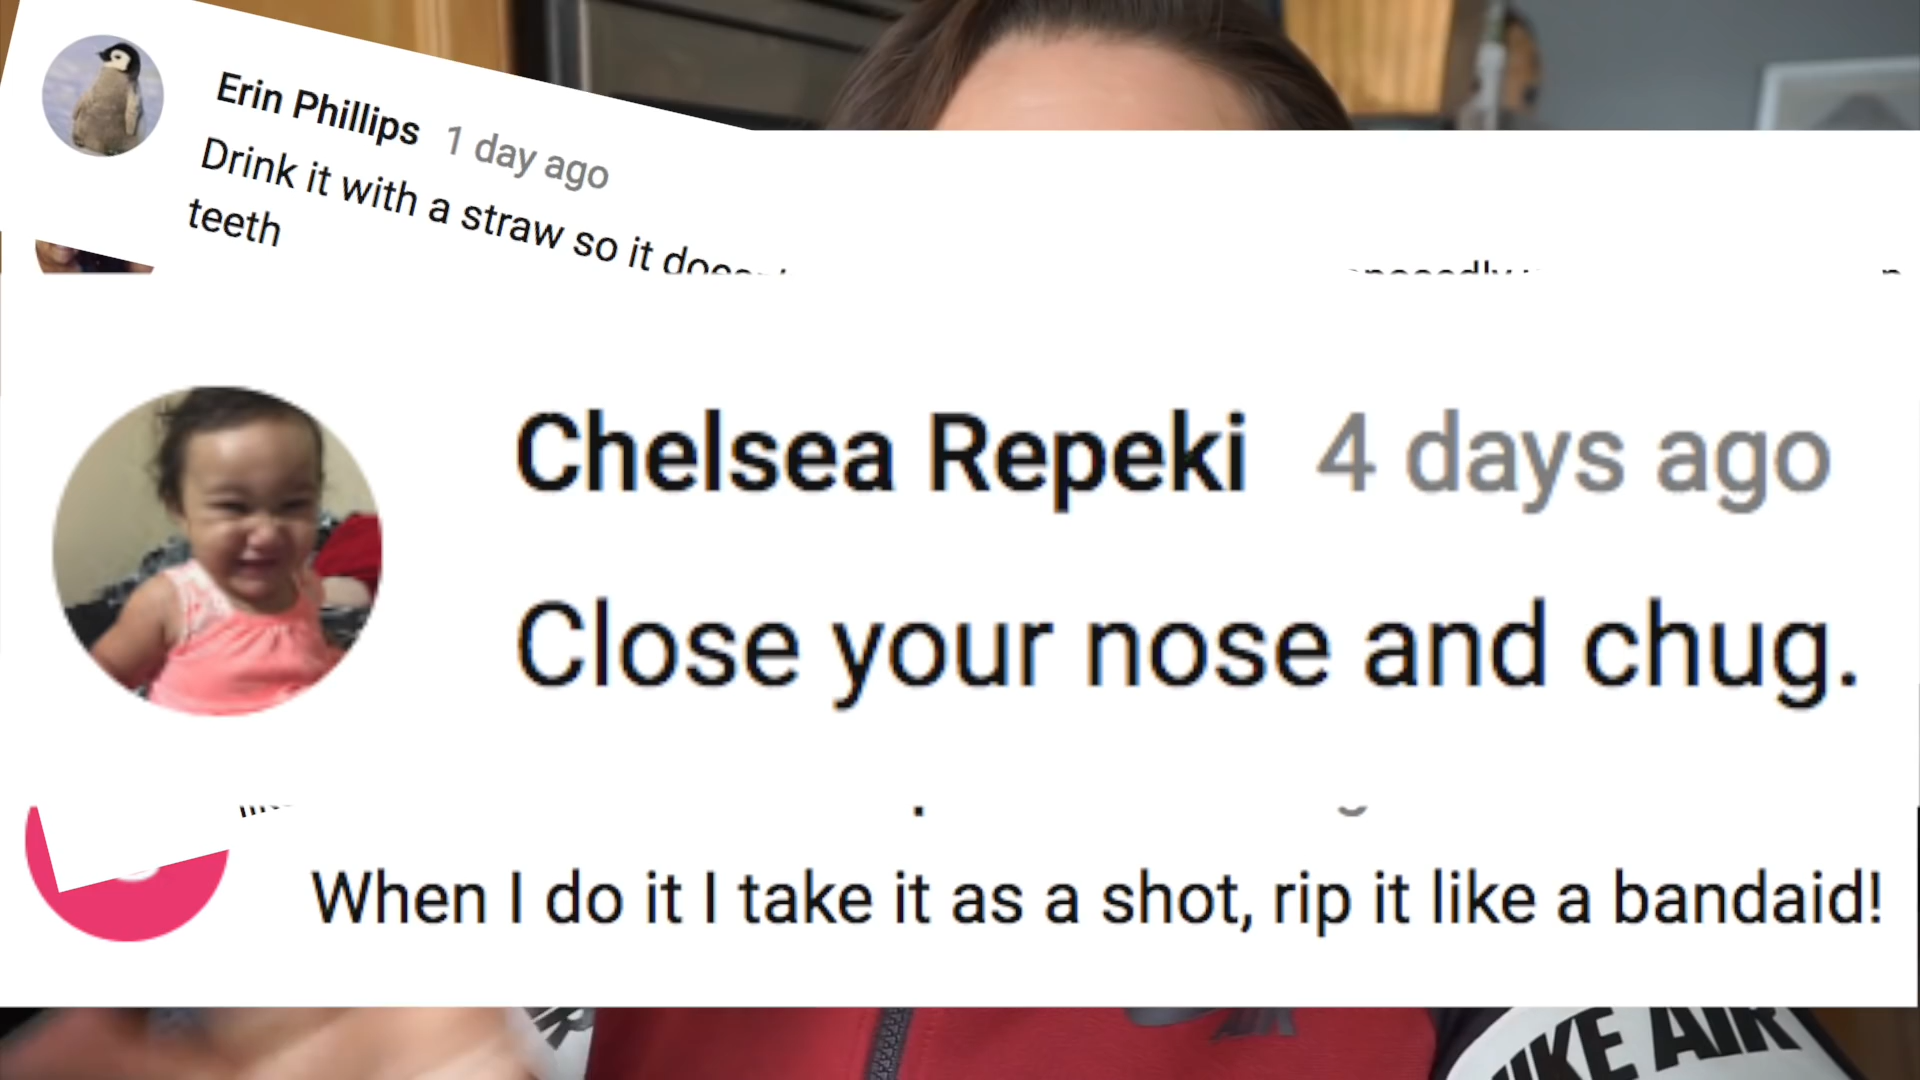 Erin Phillips 1 day ago
Drink it with a straw so it
teeth
Chelsea Repeki 4 days ago
Close your nose and chug.
When I do it I take it as a shot, rip it like a bandaid!
AIR